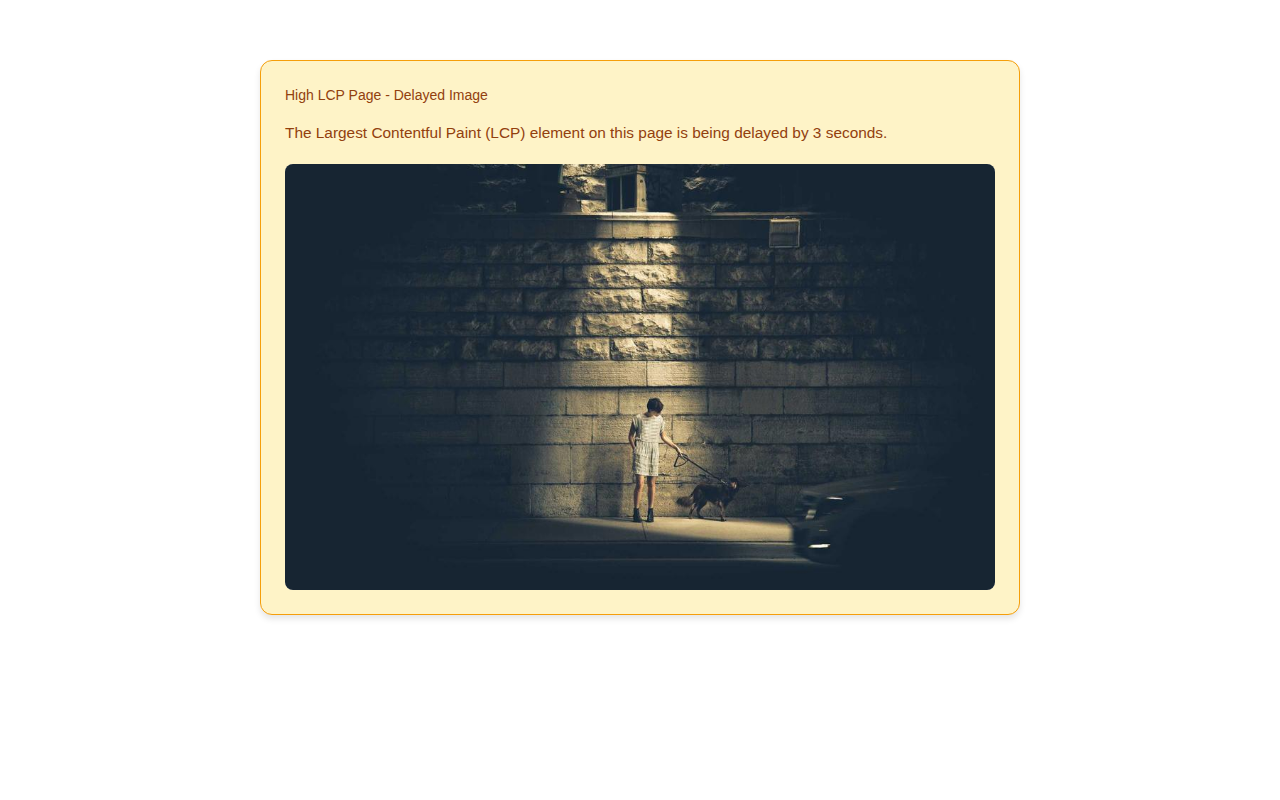 High LCP Page - Delayed Image
The Largest Contentful Paint (LCP) element on this page is being delayed by 3 seconds.